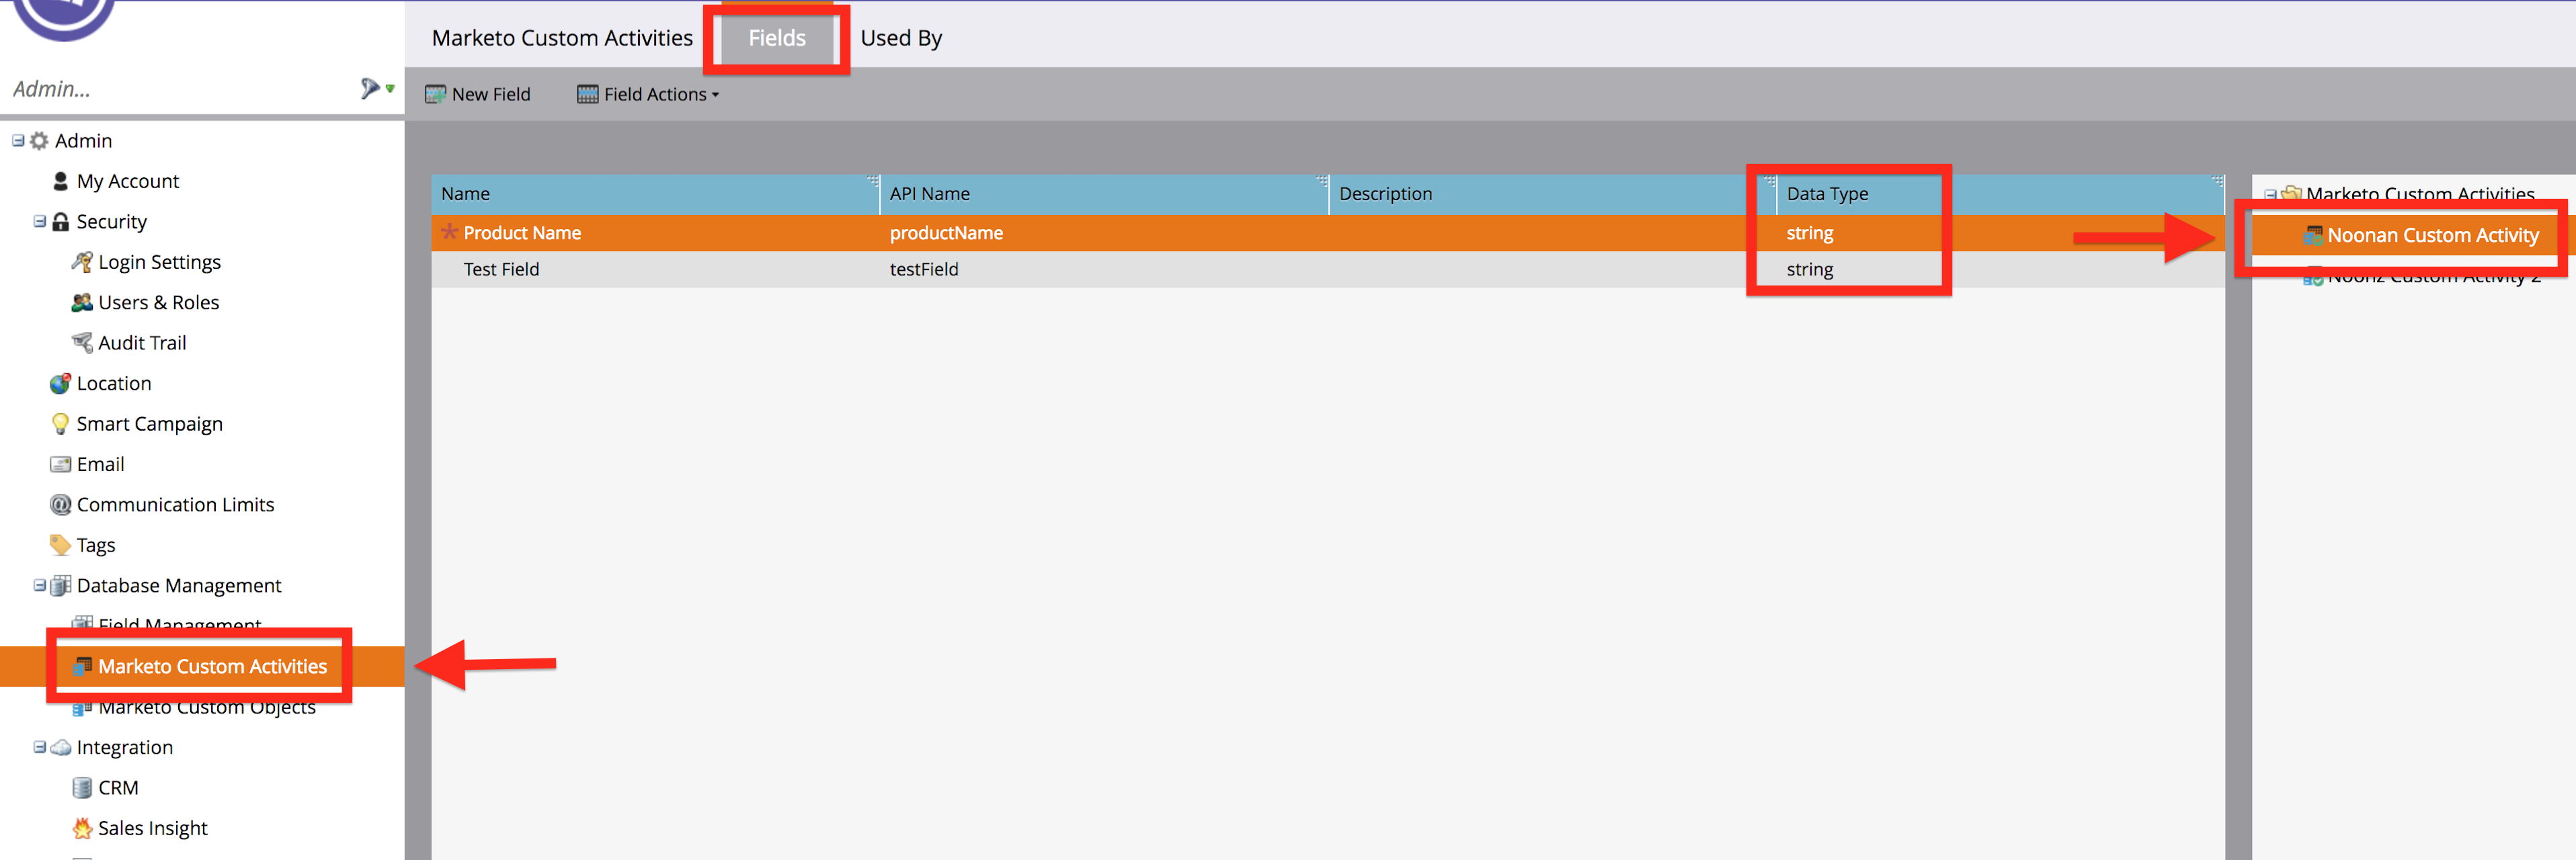 Marketo Custom Activities Fields Used By
Admin...
New Field Field Actions
Admin
My Account
Security
Login Settings
Users & Roles
Audit Trail
Location
Smart Campaign
Email
Communication Limits
Tags
Database Management
Field Management
Marketo Custom Activities
Marketo Custom Objects
Integration
CRM
Sales Insight
Name API Name Description Data Type
* Product Name productName string
Test Field testField string
Marketo Custom Activities
Noonan Custom Activity
Noonz Custom Activity 2